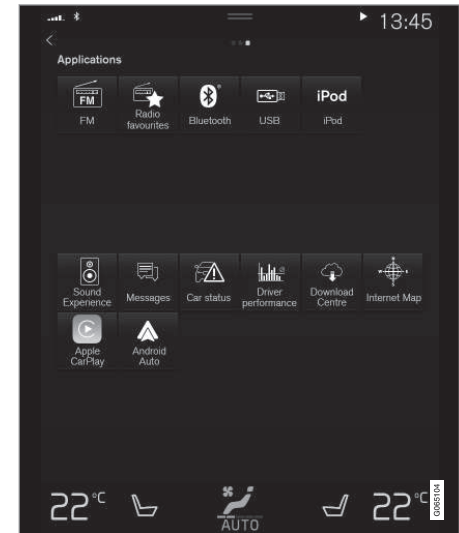 13:45
Applications
FM
FM
Radio
favourites
Bluetooth
USB
iPod
iPod
Sound
Experience
Messages
Car status
Driver
performance
Download
Centre
Internet Map
Apple
CarPlay
Android
Auto
22°C
AUTO
22°C
G065104